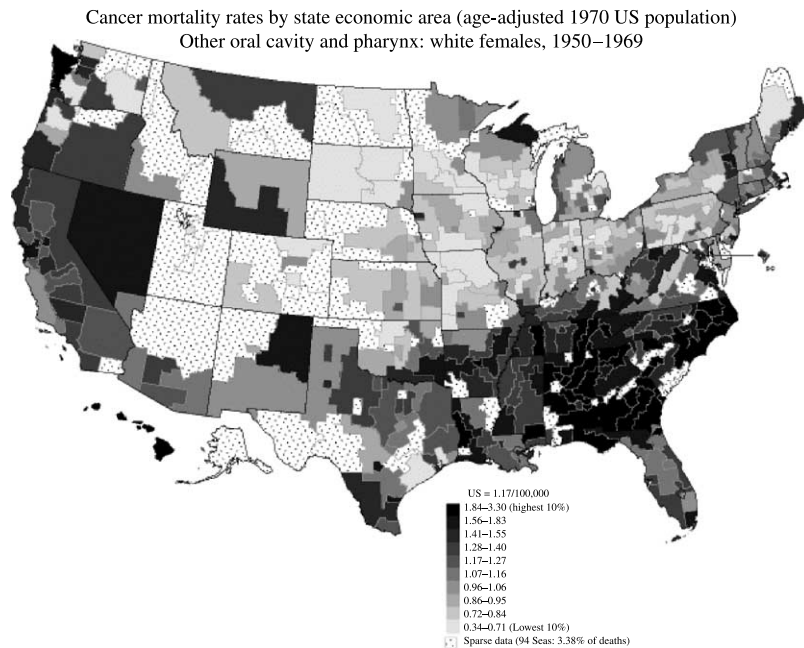 Cancer mortality rates by state economic area (age-adjusted 1970 US population)
Other oral cavity and pharynx: white females, 1950–1969
US = 1.17/100,000
1.84–3.30 (highest 10%)
1.56–1.83
1.41–1.55
1.28–1.40
1.17–1.27
1.07–1.16
0.96–1.06
0.86–0.95
0.72–0.84
0.34–0.71 (Lowest 10%)
Sparse data (94 Seas: 3.38% of deaths)